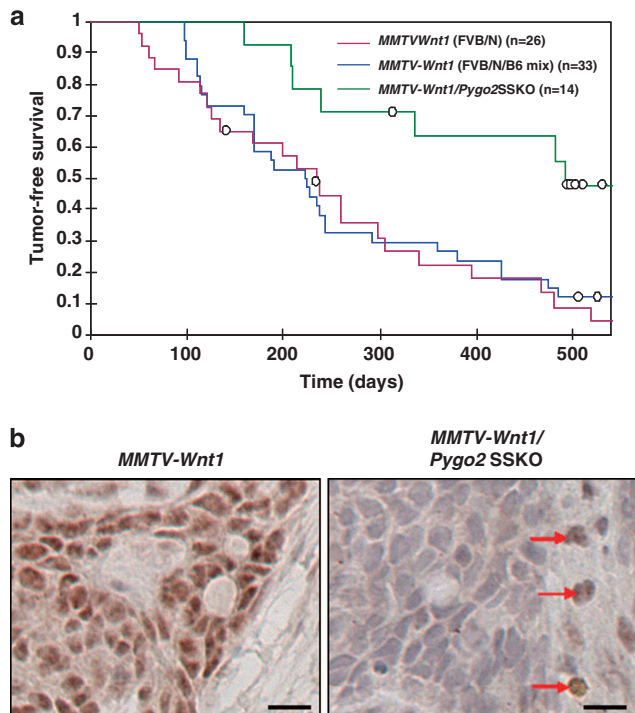 a
MMTVWnt1 (FVB/N) (n=26)
MMTV-Wnt1 (FVB/N/B6 mix) (n=33)
MMTV-Wnt1/Pygo2SSKO (n=14)
Tumor-free survival
1
0.9
0.8
0.7
0.6
0.5
0.4
0.3
0.2
0.1
0
0 100 200 300 400 500
Time (days)
b
MMTV-Wnt1
MMTV-Wnt1/
Pygo2 SSKO